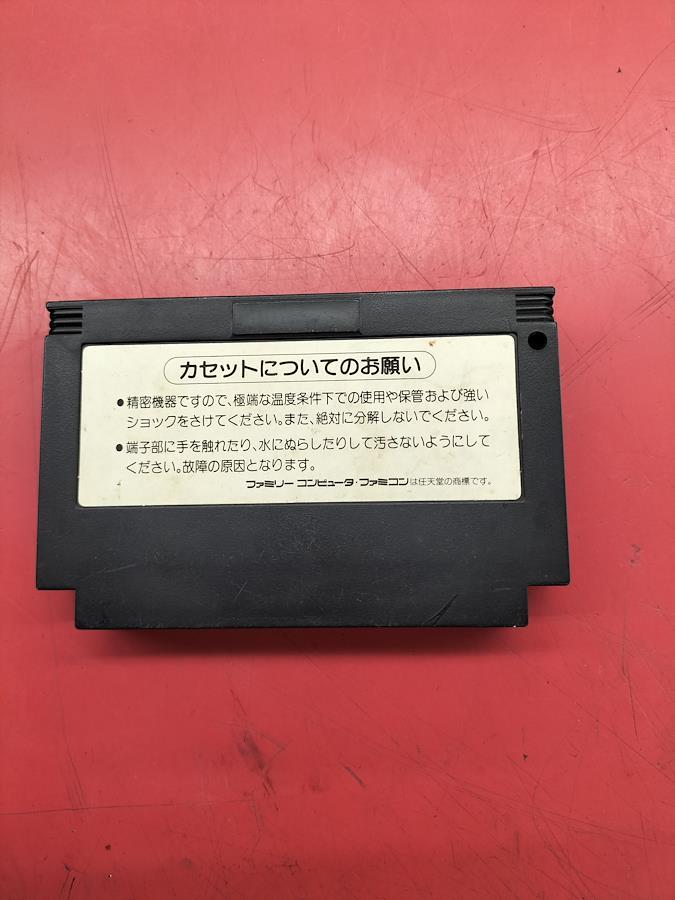 カセットについてのお願い
●精密機器ですので、極端な温度条件下での使用や保管および強い
ショックをさけてください。また、絶対に分解しないでください。
●端子部に手を触れたり、水にぬらしたりして汚さないようにして
ください。故障の原因となります。
ファミリー コンピュータ・ファミコンは任天堂の商標です。